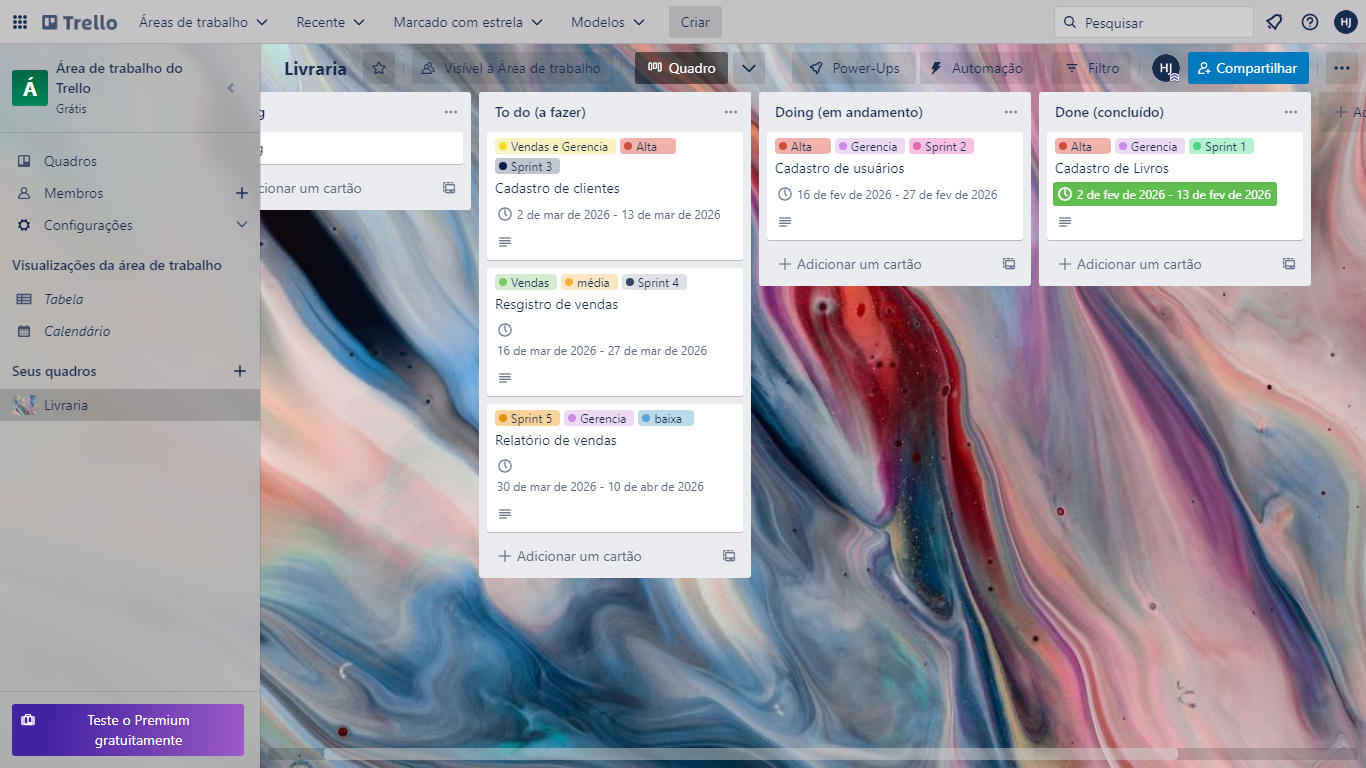 Trello
Áreas de trabalho
Recente
Marcado com estrela
Modelos
Criar
Pesquisar
HJ
Á
Área de trabalho do
Trello
Grátis
Livraria
Visível à Área de trabalho
Quadro
Power-Ups
Automação
Filtro
HJ
Compartilhar
Quadros
Membros
Configurações
Visualizações da área de trabalho
Tabela
Calendário
Seus quadros
Livraria
Teste o Premium
gratuitamente
g
g
cionar um cartão
To do (a fazer)
Vendas e Gerencia
Alta
Sprint 3
Cadastro de clientes
2 de mar de 2026 - 13 de mar de 2026
Vendas
média
Sprint 4
Resgistro de vendas
16 de mar de 2026 - 27 de mar de 2026
Sprint 5
Gerencia
baixa
Relatório de vendas
30 de mar de 2026 - 10 de abr de 2026
Adicionar um cartão
Doing (em andamento)
Alta
Gerencia
Sprint 2
Cadastro de usuários
16 de fev de 2026 - 27 de fev de 2026
Adicionar um cartão
Done (concluído)
Alta
Gerencia
Sprint 1
Cadastro de Livros
2 de fev de 2026 - 13 de fev de 2026
Adicionar um cartão